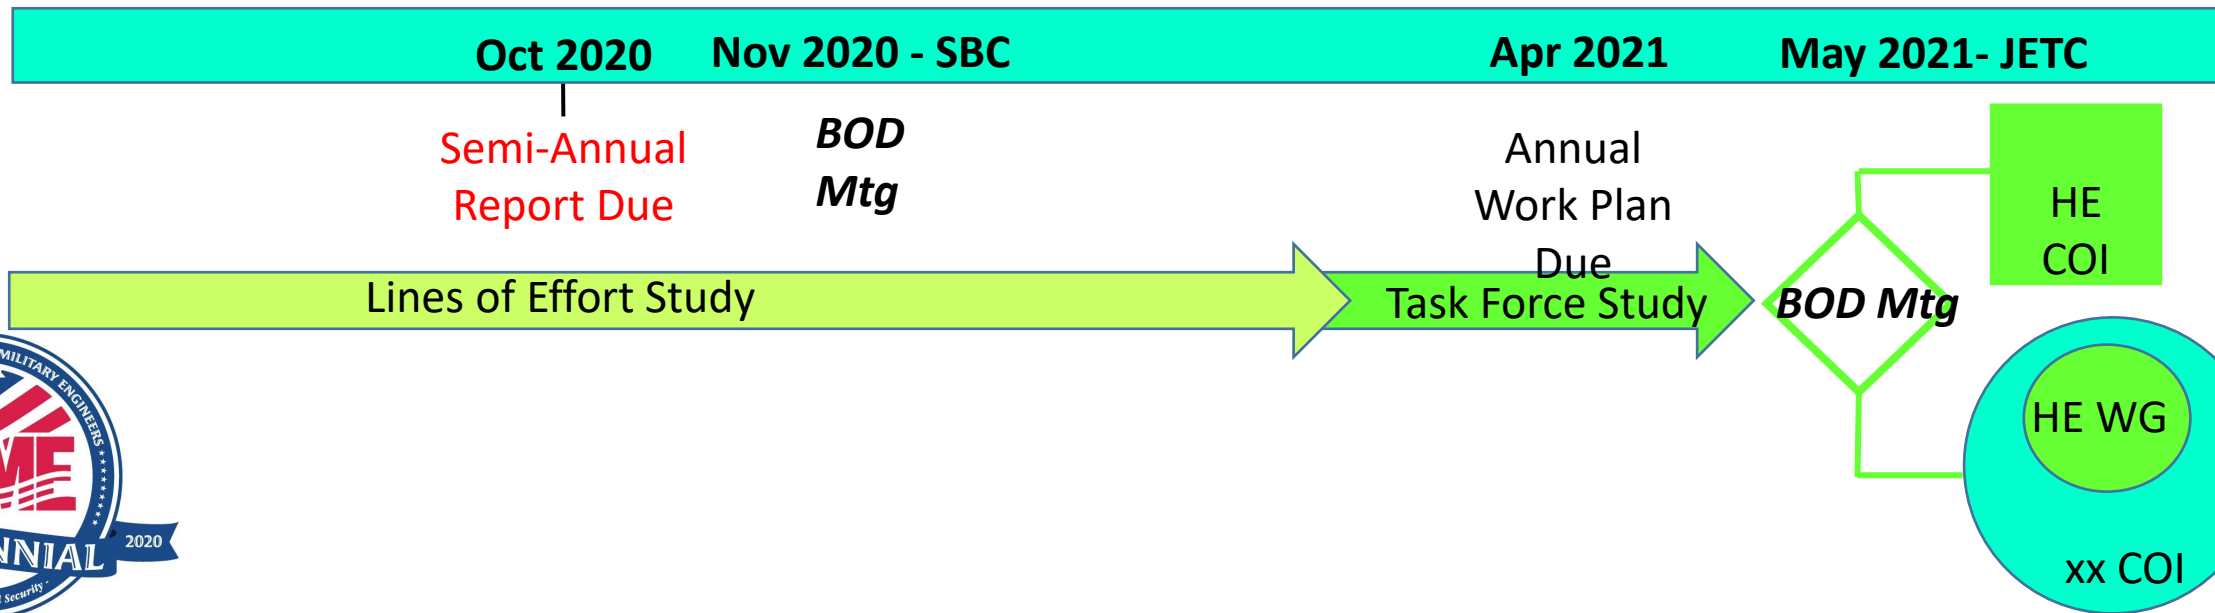 Oct 2020
Nov 2020 - SBC
Apr 2021
May 2021- JETC
Semi-Annual
Report Due
BOD
Mtg
Annual
Work Plan
Due
Lines of Effort Study
Task Force Study
BOD Mtg
HE
COI
HE WG
xx COI
MILITARY ENGINEERS
2020
Security